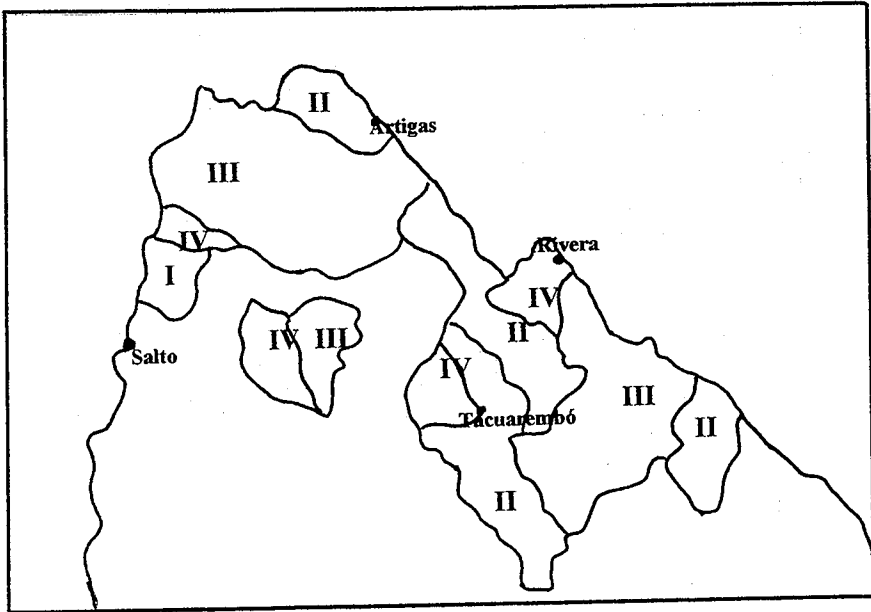 II
Artigas
III
Rivera
IV
I
IV
IV
III
II
Salto
IV
III
Tacuarembó
II
II